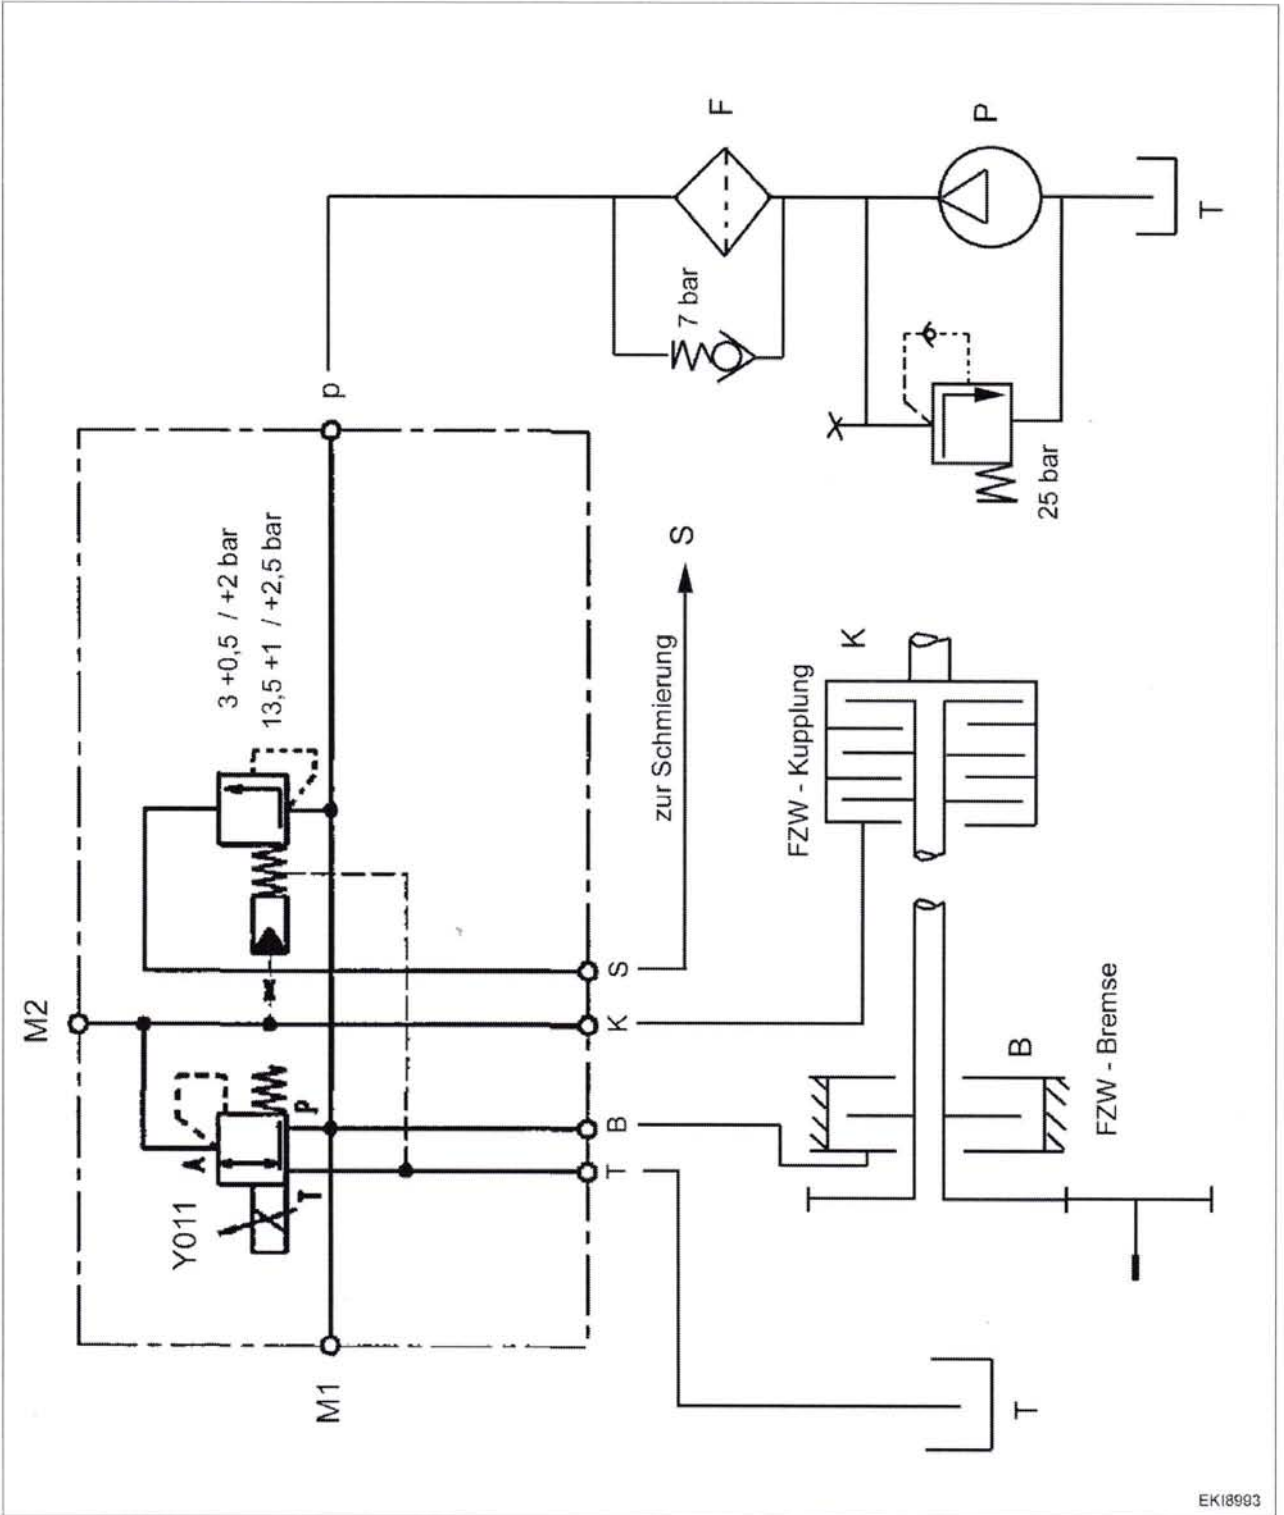 M1
T
Y011
A
T
p
M2
3 +0,5 / +2 bar
13,5 +1 / +2,5 bar
p
T
B
K
S
zur Schmierung
S
FZW - Kupplung
K
B
FZW - Bremse
7 bar
F
25 bar
P
T
EKI8993